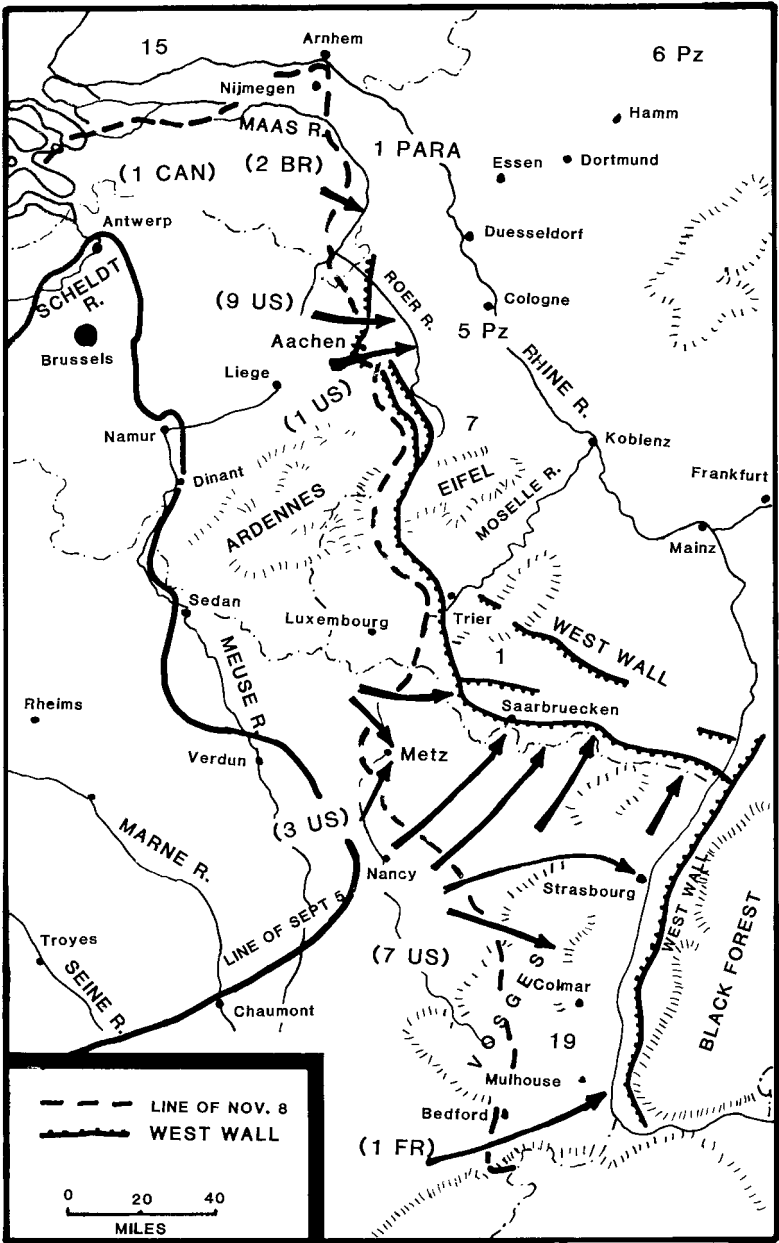 Arnhem
15
6 Pz
Nijmegen
Hamm
MAAS R.
1 PARA
Essen
Dortmund
(1 CAN)
(2 BR)
Antwerp
Duesseldorf
SCHELDT R.
ROER R.
(9 US)
Cologne
5 Pz
Aachen
Brussels
Liege
RHINE R.
(1 US)
7
Namur
Koblenz
Dinant
EIFEL
Frankfurt
ARDENNES
MOSELLE R.
Mainz
Sedan
Luxembourg
Trier
WEST WALL
1
MEUSE R.
Rheims
Saarbruecken
Verdun
Metz
(3 US)
MARNE R.
Nancy
Strasbourg
WEST WALL
LINE OF SEPT 5
Troyes
(7 US)
SEINE R.
VOSGES
Colmar
BLACK FOREST
Chaumont
19
Mulhouse
LINE OF NOV. 8
Bedford
WEST WALL
(1 FR)
0 20 40
MILES